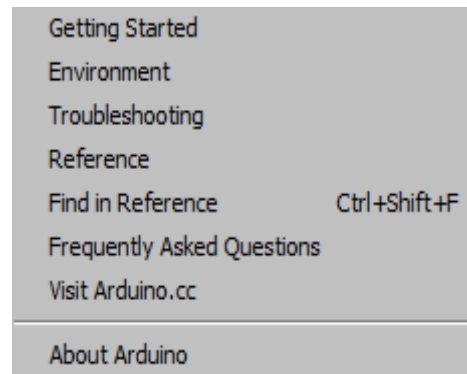 Getting Started
Environment
Troubleshooting
Reference
Find in Reference Ctrl+Shift+F
Frequently Asked Questions
Visit Arduino.cc
About Arduino